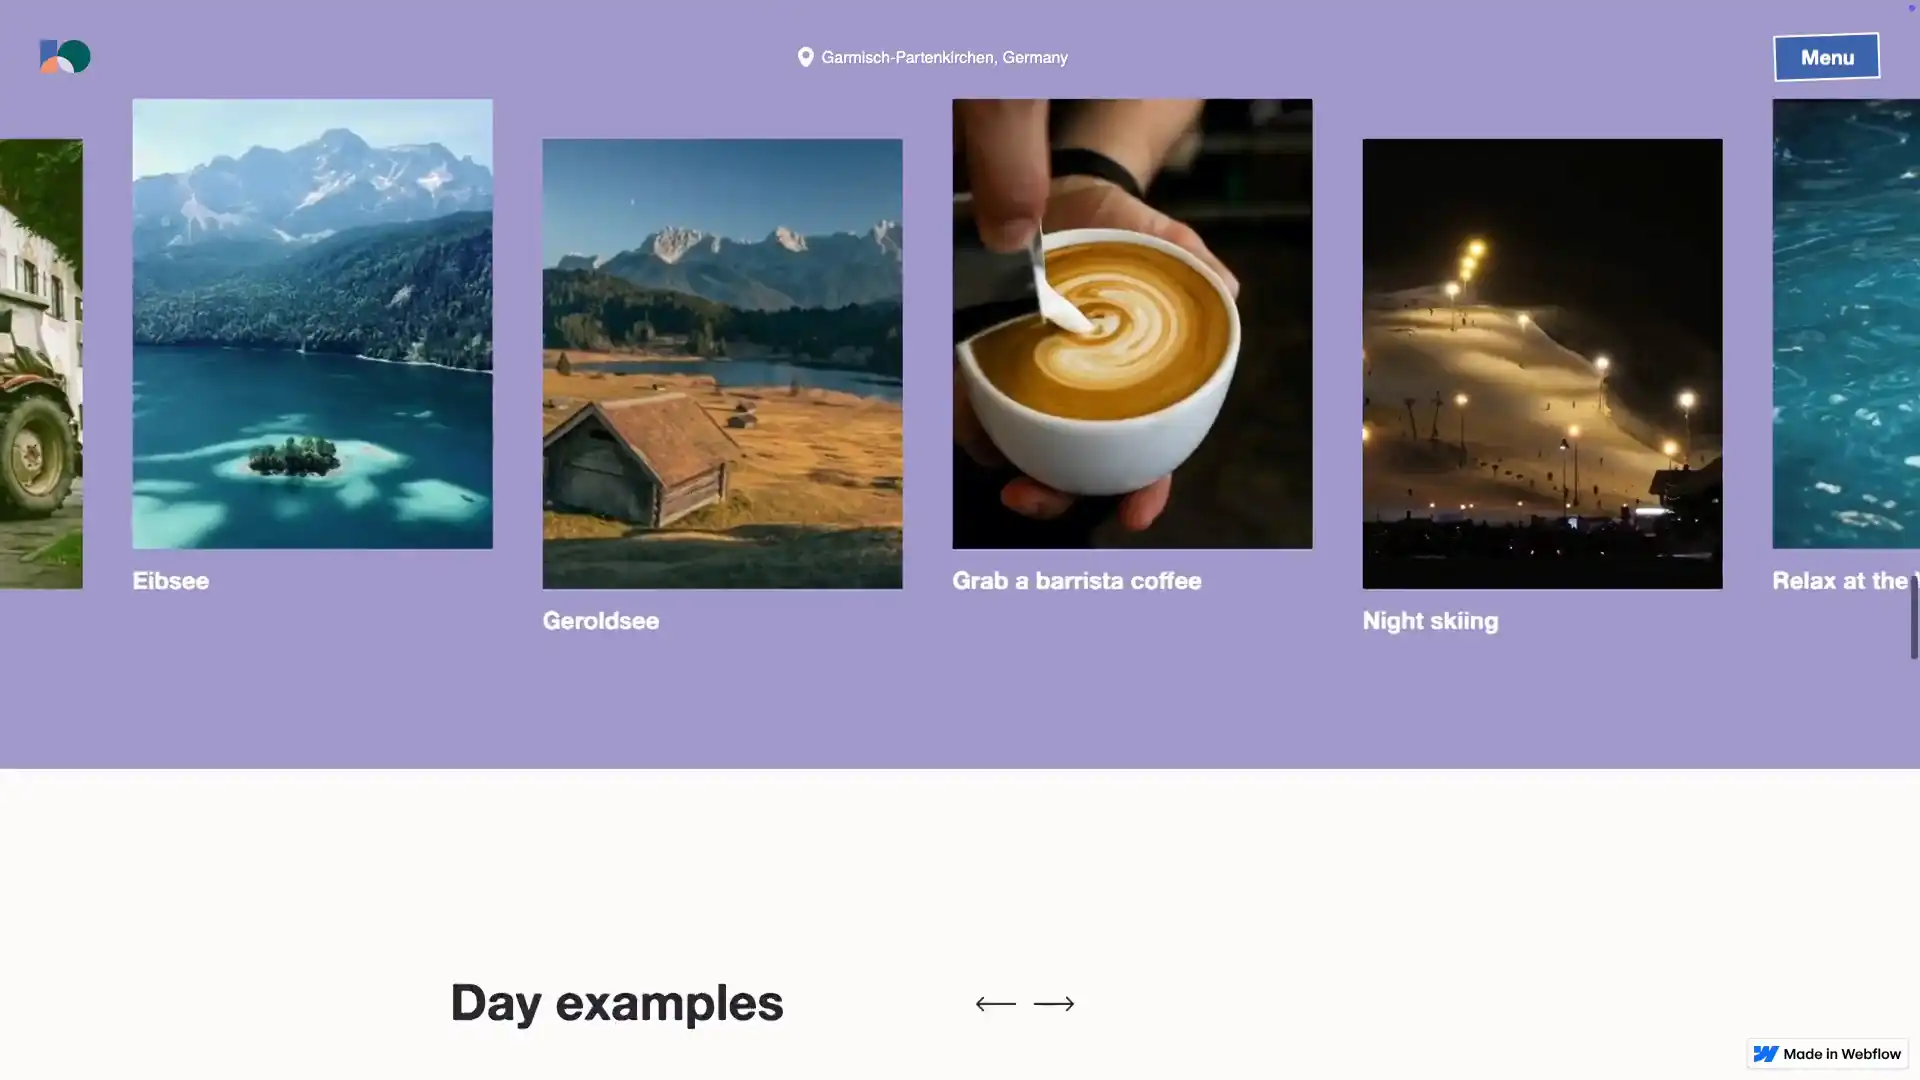 Garmisch-Partenkirchen, Germany
Menu
Eibsee
Geroldsee
Grab a barrista coffee
Night skiing
Relax at the
Day examples
Made in Webflow